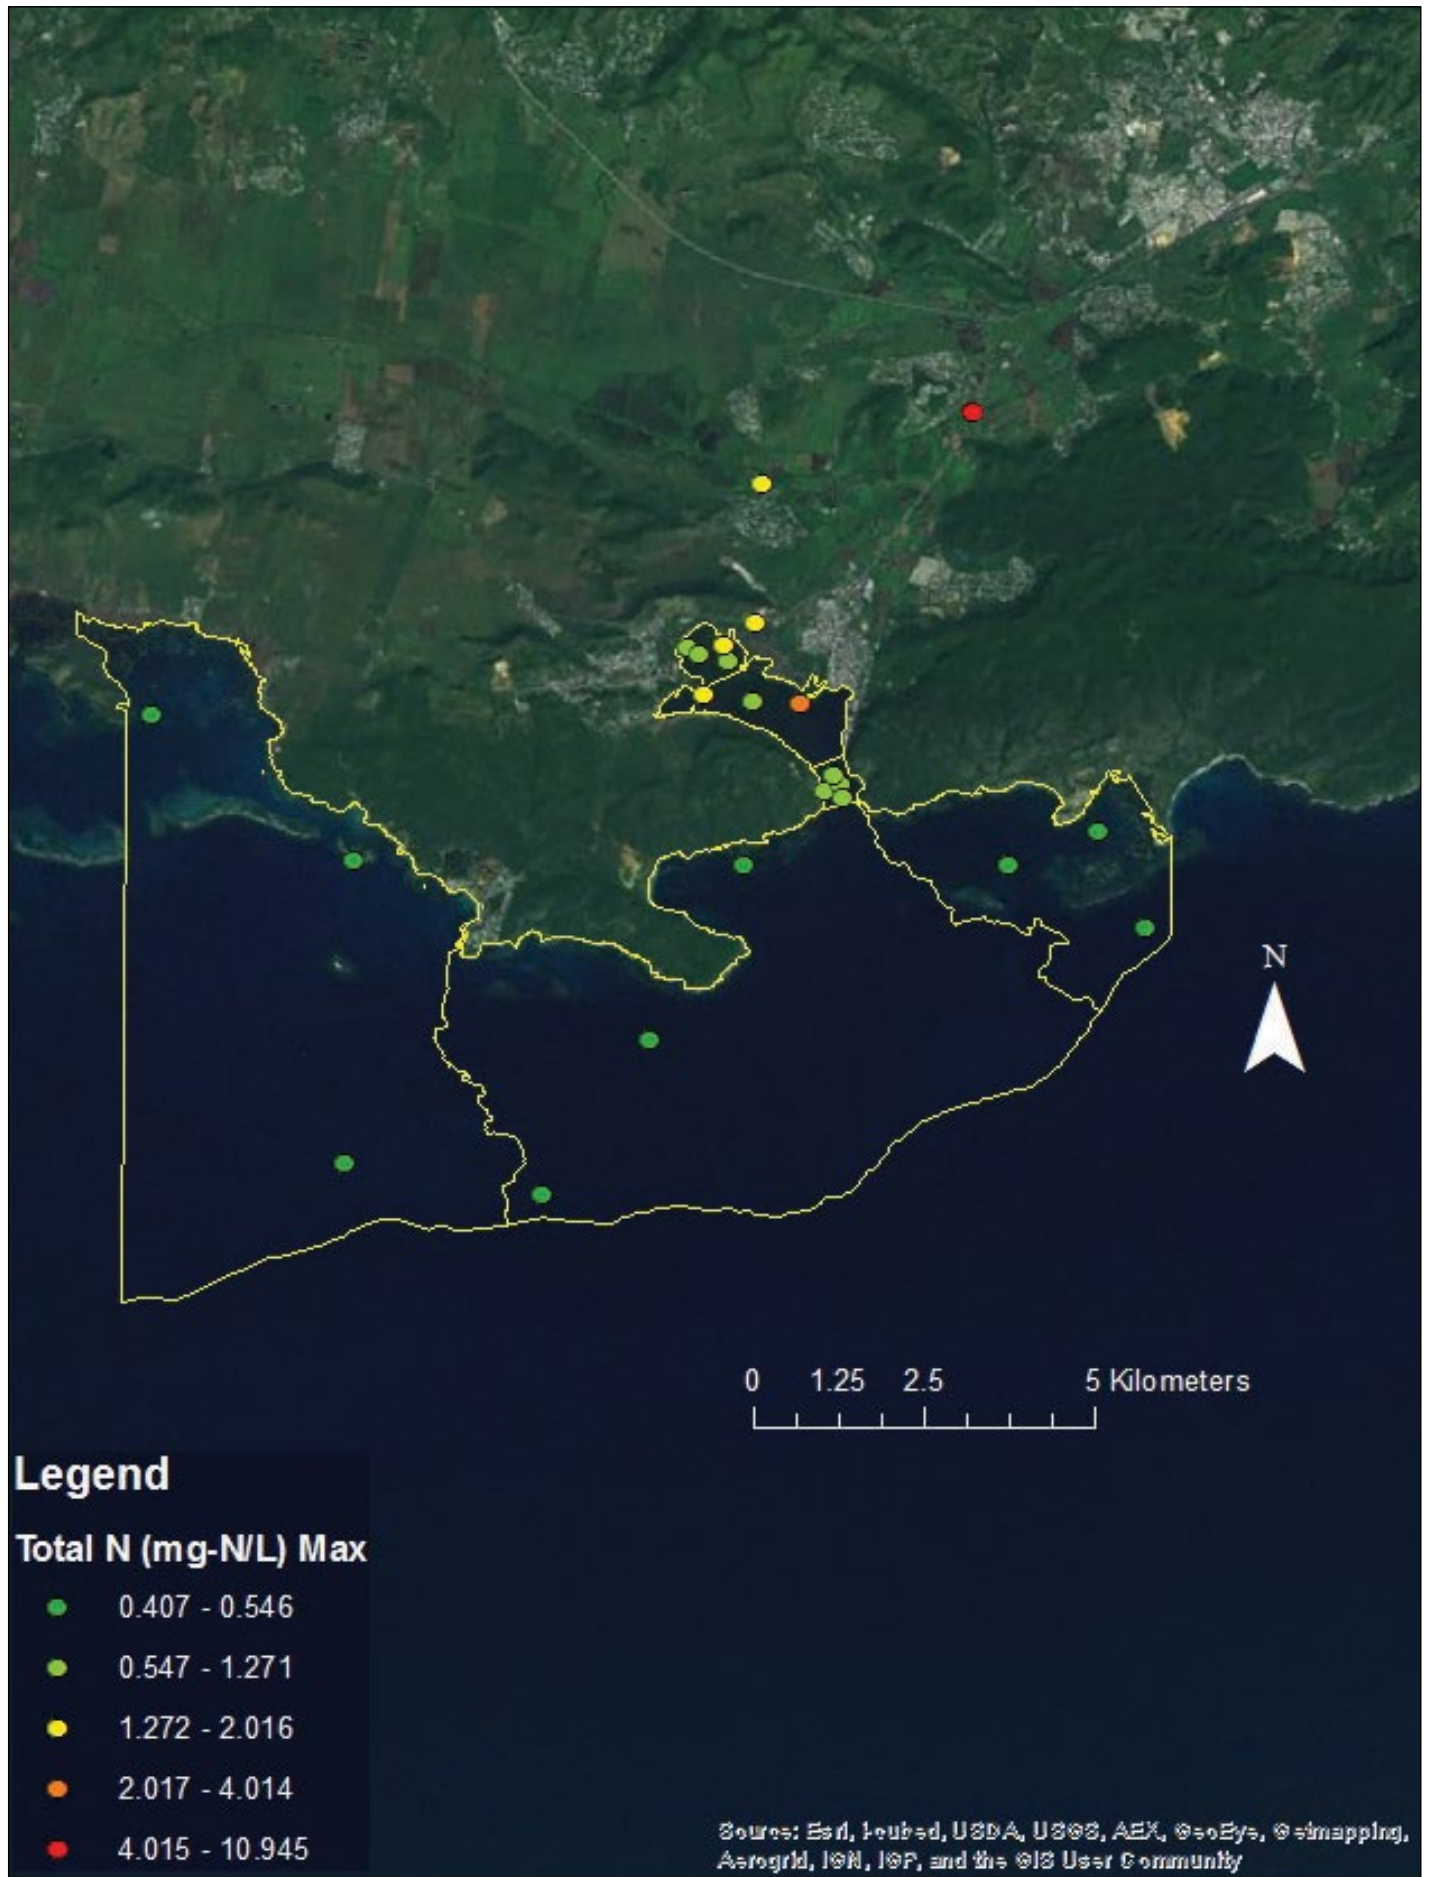 N
0 1.25 2.5 5 Kilometers
Legend
Total N (mg-N/L) Max
0.407 - 0.546
0.547 - 1.271
1.272 - 2.016
2.017 - 4.014
4.015 - 10.945
Source: Esri, i-cubed, USDA, USGS, AEX, GeoEye, Getmapping,
Aerogrid, IGN, IGP, and the GIS User Community